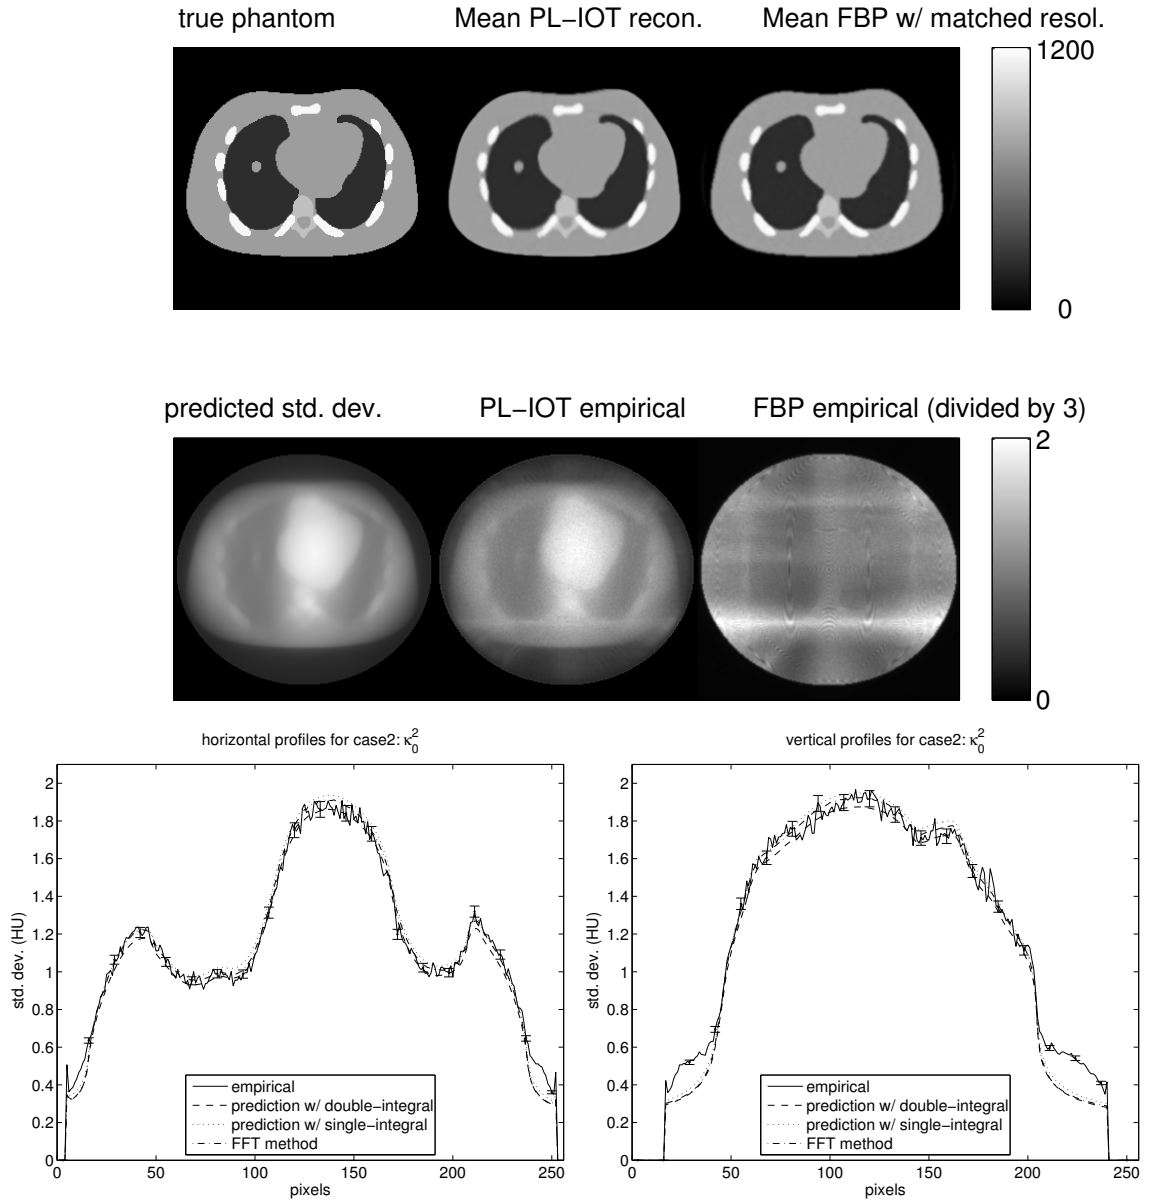 true phantom
Mean PL−IOT recon.
Mean FBP w/ matched resol.
1200
0
predicted std. dev.
PL−IOT empirical
FBP empirical (divided by 3)
2
0
horizontal profiles for case2: κ₀²
2
1.8
1.6
1.4
1.2
1
0.8
0.6
0.4
0.2
0
std. dev. (HU)
empirical
prediction w/ double−integral
prediction w/ single−integral
FFT method
0 50 100 150 200 250
pixels
vertical profiles for case2: κ₀²
2
1.8
1.6
1.4
1.2
1
0.8
0.6
0.4
0.2
0
std. dev. (HU)
empirical
prediction w/ double−integral
prediction w/ single−integral
FFT method
0 50 100 150 200 250
pixels